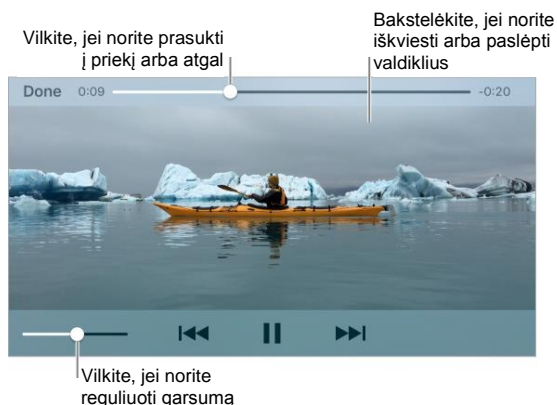 Vilkite, jei norite prasukti
į priekį arba atgal
Bakstelėkite, jei norite
iškviesti arba paslėpti
valdiklius
Done 0:09 -0:20
Vilkite, jei norite
reguliuoti garsumą